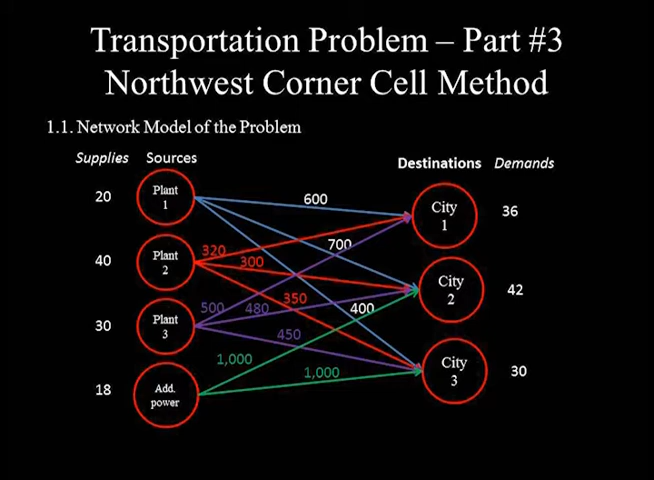 Transportation Problem – Part #3
Northwest Corner Cell Method
1.1. Network Model of the Problem
Supplies Sources Destinations Demands
20 Plant 1 600 City 1 36
700
40 Plant 2 320 300 City 2 42
350 400
30 Plant 3 500 480 450
1,000 1,000 City 3 30
18 Add. power